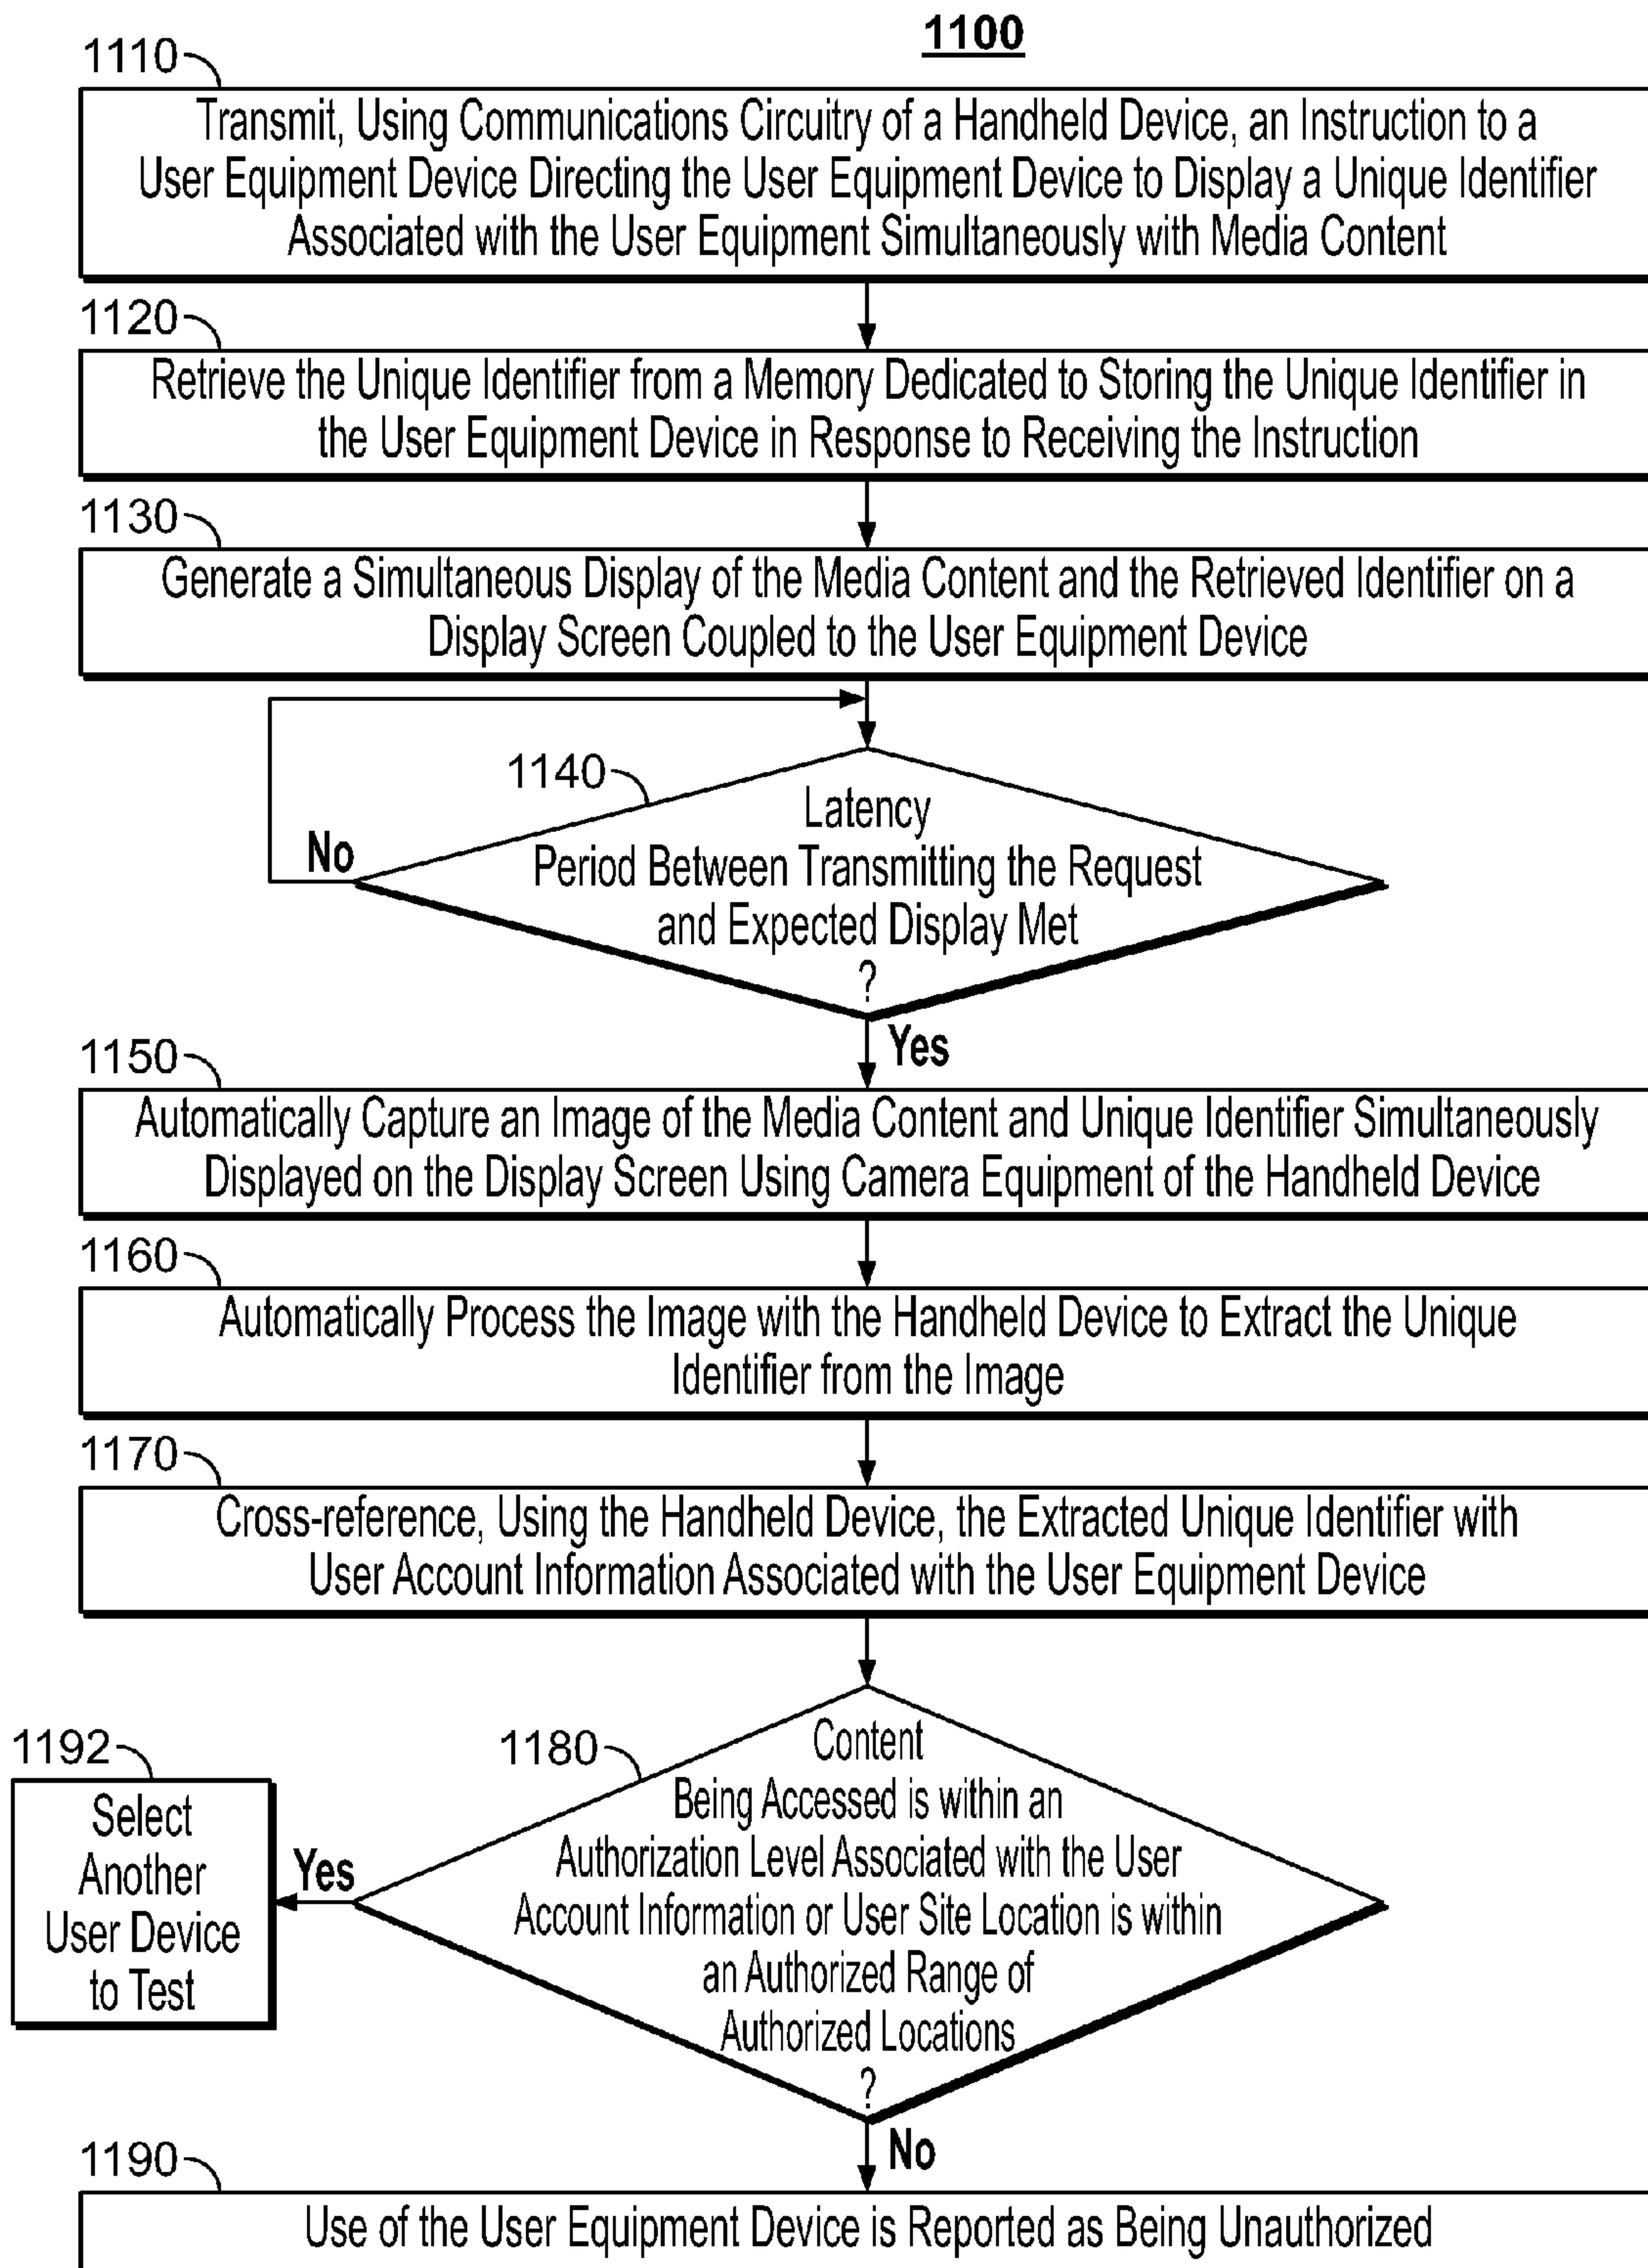 1100
1110
Transmit, Using Communications Circuitry of a Handheld Device, an Instruction to a
User Equipment Device Directing the User Equipment Device to Display a Unique Identifier
Associated with the User Equipment Simultaneously with Media Content
1120
Retrieve the Unique Identifier from a Memory Dedicated to Storing the Unique Identifier in
the User Equipment Device in Response to Receiving the Instruction
1130
Generate a Simultaneous Display of the Media Content and the Retrieved Identifier on a
Display Screen Coupled to the User Equipment Device
1140
Latency
Period Between Transmitting the Request
and Expected Display Met
?
No
Yes
1150
Automatically Capture an Image of the Media Content and Unique Identifier Simultaneously
Displayed on the Display Screen Using Camera Equipment of the Handheld Device
1160
Automatically Process the Image with the Handheld Device to Extract the Unique
Identifier from the Image
1170
Cross-reference, Using the Handheld Device, the Extracted Unique Identifier with
User Account Information Associated with the User Equipment Device
1180
Content
Being Accessed is within an
Authorization Level Associated with the User
Account Information or User Site Location is within
an Authorized Range of
Authorized Locations
?
Yes
1192
Select
Another
User Device
to Test
No
1190
Use of the User Equipment Device is Reported as Being Unauthorized